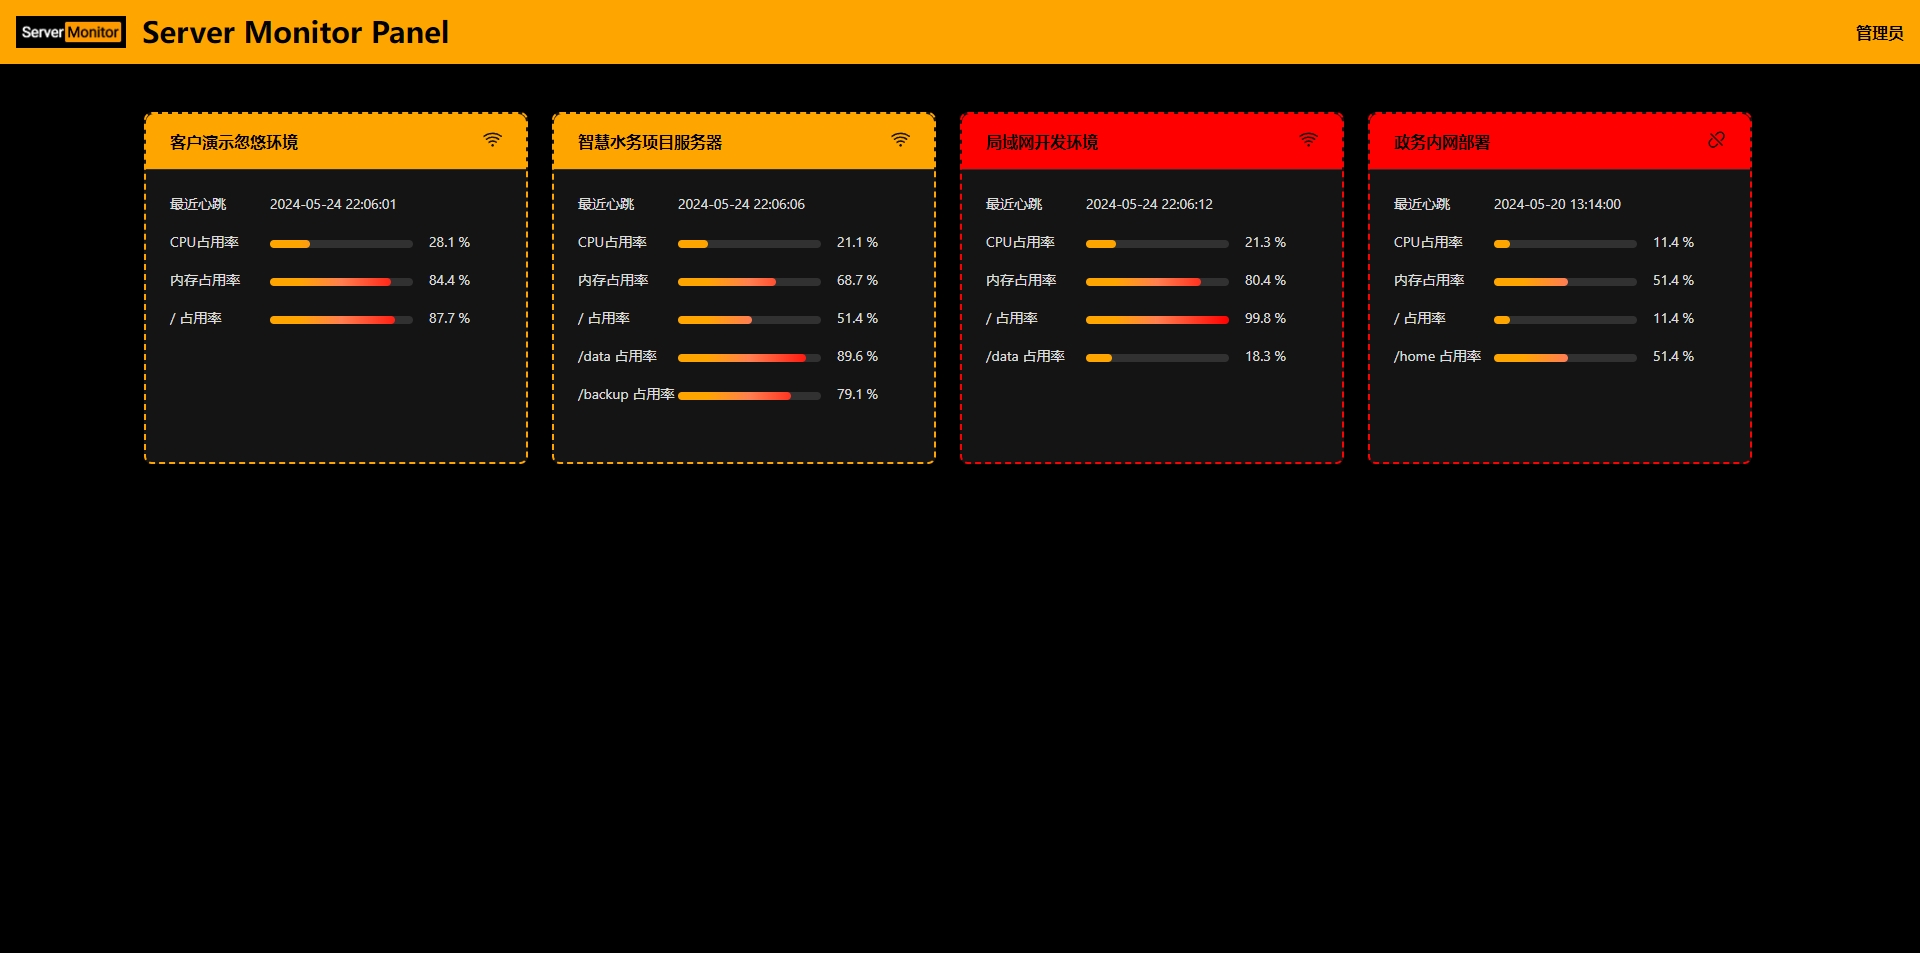 Server Monitor
Server Monitor Panel
管理员
客户演示忽悠环境
最近心跳 2024-05-24 22:06:01
CPU占用率 28.1 %
内存占用率 84.4 %
/ 占用率 87.7 %
智慧水务项目服务器
最近心跳 2024-05-24 22:06:06
CPU占用率 21.1 %
内存占用率 68.7 %
/ 占用率 51.4 %
/data 占用率 89.6 %
/backup 占用率 79.1 %
局域网开发环境
最近心跳 2024-05-24 22:06:12
CPU占用率 21.3 %
内存占用率 80.4 %
/ 占用率 99.8 %
/data 占用率 18.3 %
政务内网部署
最近心跳 2024-05-20 13:14:00
CPU占用率 11.4 %
内存占用率 51.4 %
/ 占用率 11.4 %
/home 占用率 51.4 %